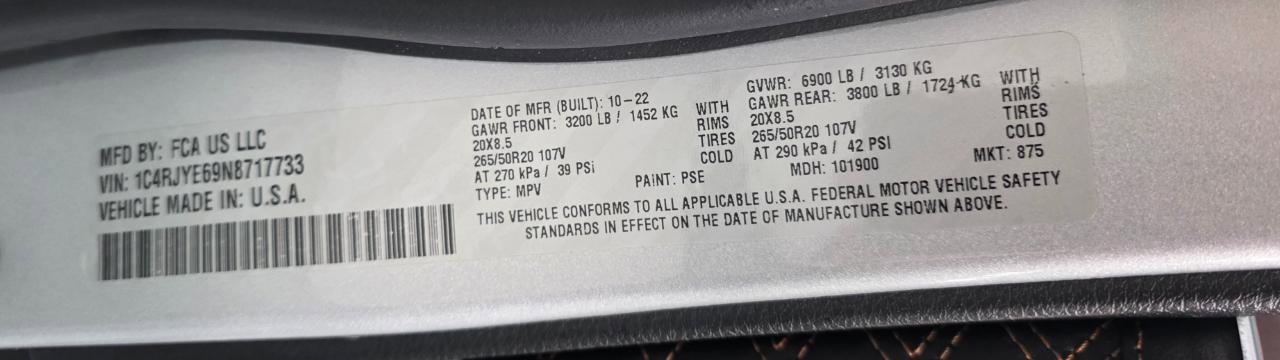 MFD BY: FCA US LLC
VIN: 1C4RJYE69N8717733
VEHICLE MADE IN: U.S.A.
DATE OF MFR (BUILT): 10-22
GAWR FRONT: 3200 LB / 1452 KG WITH
20X8.5 RIMS
265/50R20 107V TIRES
AT 270 kPa / 39 PSi COLD
TYPE: MPV PAINT: PSE
GVWR: 6900 LB / 3130 KG
GAWR REAR: 3800 LB / 1724 KG WITH
20X8.5 RIMS
265/50R20 107V TIRES
AT 290 kPa / 42 PSI COLD
MDH: 101900 MKT: 875
THIS VEHICLE CONFORMS TO ALL APPLICABLE U.S.A. FEDERAL MOTOR VEHICLE SAFETY
STANDARDS IN EFFECT ON THE DATE OF MANUFACTURE SHOWN ABOVE.